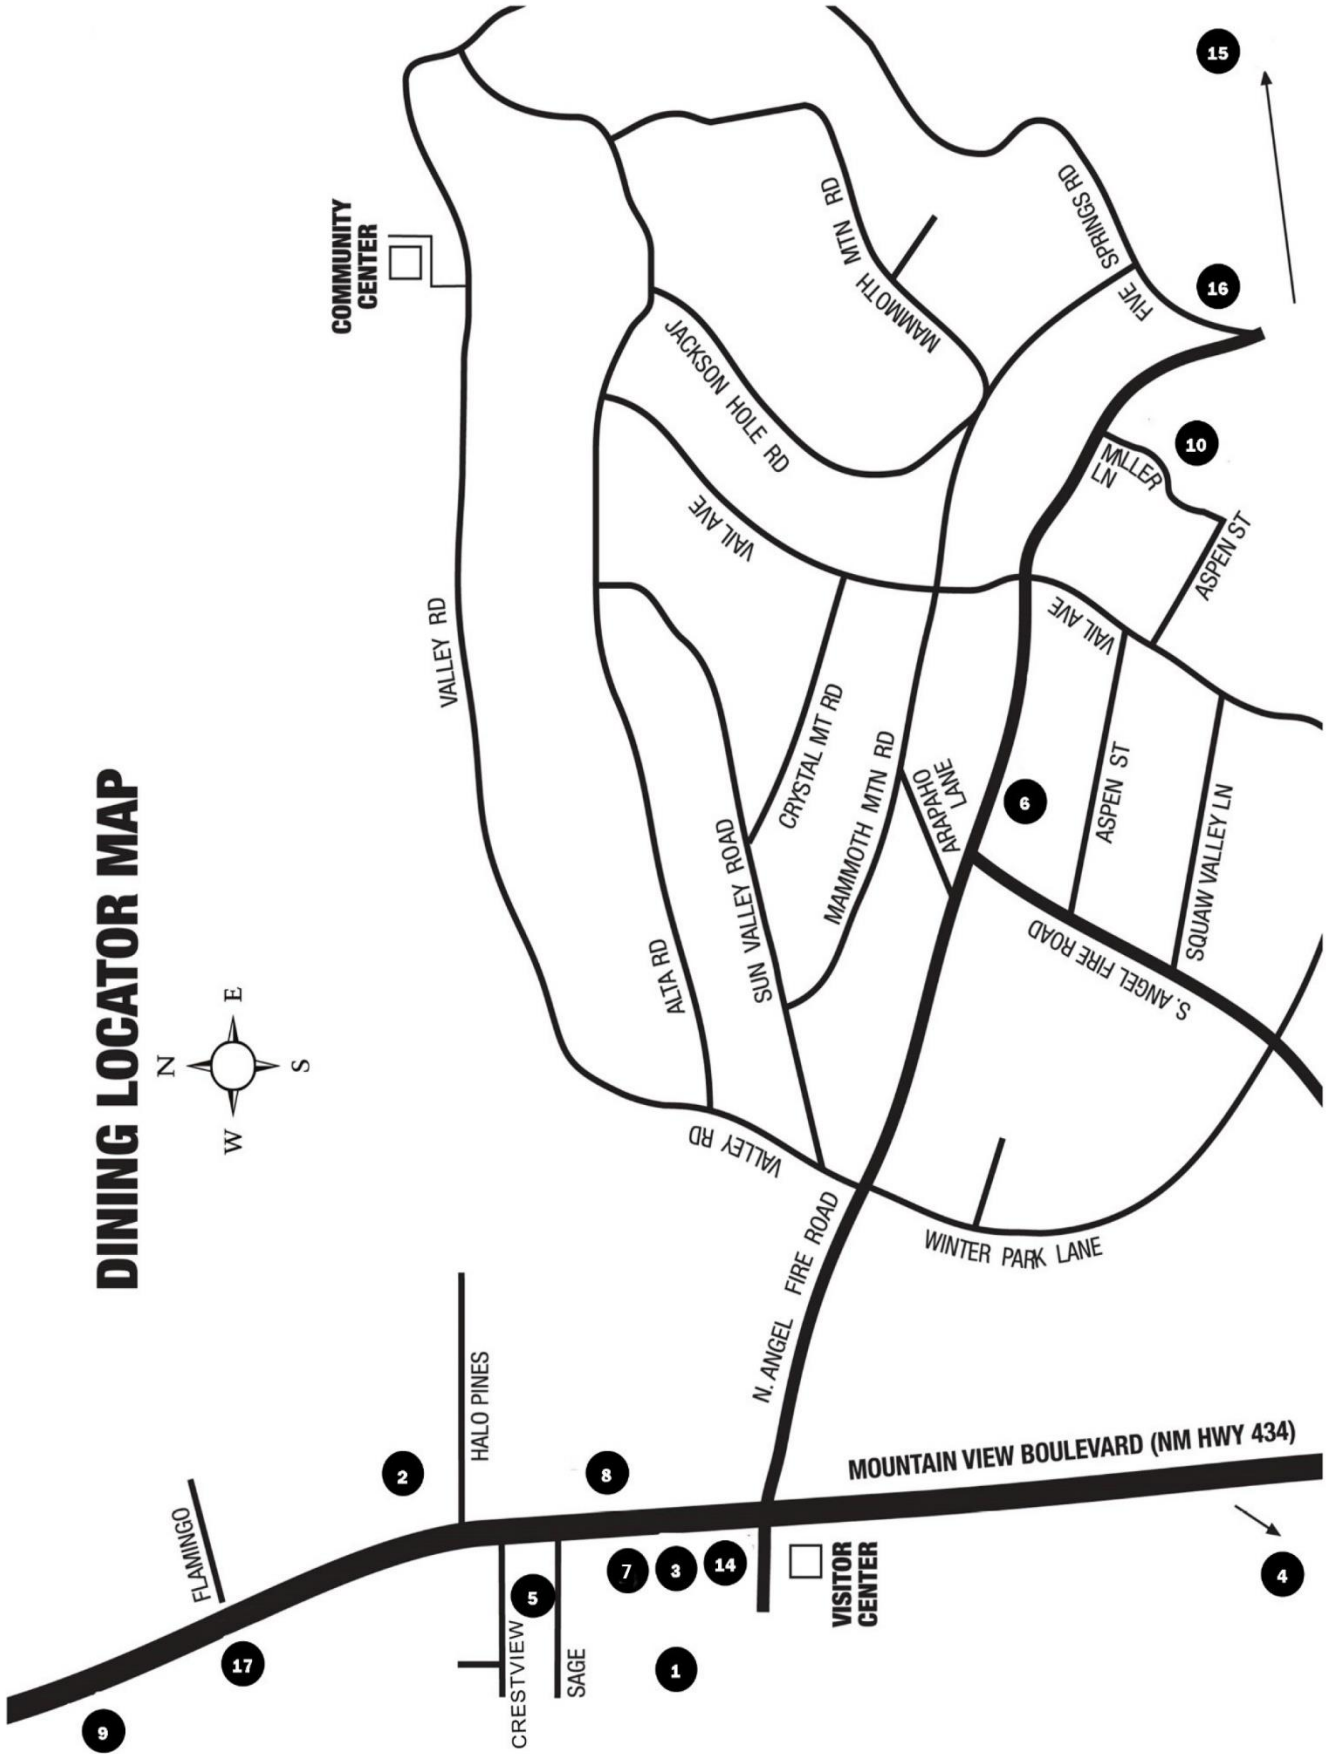 DINING LOCATOR MAP
N
E
S
W
COMMUNITY
CENTER
VALLEY RD
MAMMOTH MTN RD
JACKSON HOLE RD
VAIL AVE
FIVE SPRINGS RD
15
16
10
MILLER
LN
ASPEN ST
VAIL AVE
CRYSTAL MT RD
MAMMOTH MTN RD
ARAPAHO
LANE
6
ASPEN ST
SQUAW VALLEY LN
S. ANGEL FIRE ROAD
ALTA RD
SUN VALLEY ROAD
VALLEY RD
N. ANGEL FIRE ROAD
WINTER PARK LANE
HALO PINES
FLAMINGO
2
8
MOUNTAIN VIEW BOULEVARD (NM HWY 434)
7
3
14
5
VISITOR
CENTER
4
CRESTVIEW
SAGE
1
17
9